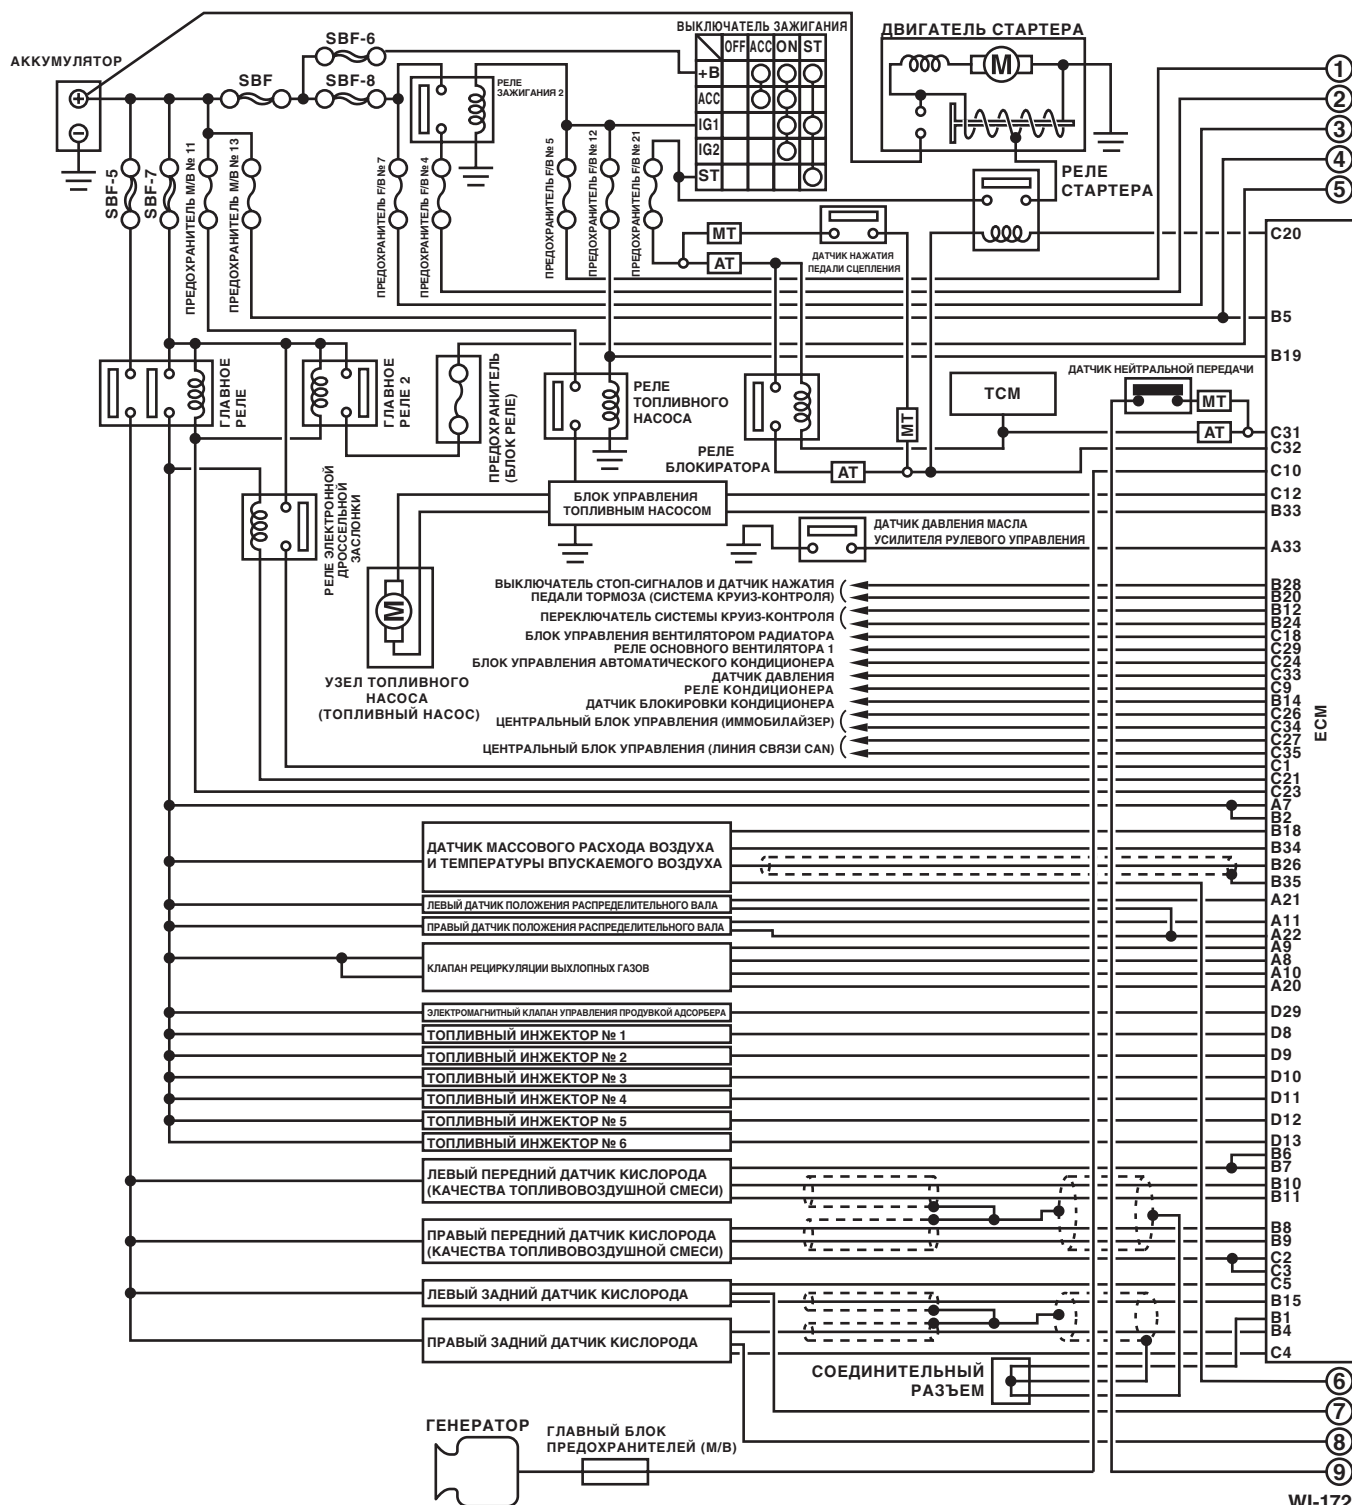 ВЫКЛЮЧАТЕЛЬ ЗАЖИГАНИЯ
ДВИГАТЕЛЬ СТАРТЕРА
SBF-6
АККУМУЛЯТОР
OFF ACC ON ST
+B
ACC
IG1
IG2
ST
SBF
SBF-8
РЕЛЕ
ЗАЖИГАНИЯ 2
M
1
2
3
4
5
РЕЛЕ
СТАРТЕРА
SBF-5
SBF-7
ПРЕДОХРАНИТЕЛЬ M/B № 11
ПРЕДОХРАНИТЕЛЬ M/B № 13
ПРЕДОХРАНИТЕЛЬ F/B № 7
ПРЕДОХРАНИТЕЛЬ F/B № 4
ПРЕДОХРАНИТЕЛЬ F/B № 5
ПРЕДОХРАНИТЕЛЬ F/B № 12
ПРЕДОХРАНИТЕЛЬ F/B № 21
MT
AT
ДАТЧИК НАЖАТИЯ
ПЕДАЛИ СЦЕПЛЕНИЯ
C20
B5
B19
ГЛАВНОЕ
РЕЛЕ
ГЛАВНОЕ
РЕЛЕ 2
ПРЕДОХРАНИТЕЛЬ
(БЛОК РЕЛЕ)
РЕЛЕ
ТОПЛИВНОГО
НАСОСА
РЕЛЕ
БЛОКИРАТОРА
MT
AT
TCM
ДАТЧИК НЕЙТРАЛЬНОЙ ПЕРЕДАЧИ
MT
AT
C31
C32
C10
C12
B33
A33
РЕЛЕ ЭЛЕКТРОННОЙ
ДРОССЕЛЬНОЙ
ЗАСЛОНКИ
БЛОК УПРАВЛЕНИЯ
ТОПЛИВНЫМ НАСОСОМ
ДАТЧИК ДАВЛЕНИЯ МАСЛА
УСИЛИТЕЛЯ РУЛЕВОГО УПРАВЛЕНИЯ
M
УЗЕЛ ТОПЛИВНОГО
НАСОСА
(ТОПЛИВНЫЙ НАСОС)
ВЫКЛЮЧАТЕЛЬ СТОП-СИГНАЛОВ И ДАТЧИК НАЖАТИЯ
ПЕДАЛИ ТОРМОЗА (СИСТЕМА КРУИЗ-КОНТРОЛЯ)
ПЕРЕКЛЮЧАТЕЛЬ СИСТЕМЫ КРУИЗ-КОНТРОЛЯ
БЛОК УПРАВЛЕНИЯ ВЕНТИЛЯТОРОМ РАДИАТОРА
РЕЛЕ ОСНОВНОГО ВЕНТИЛЯТОРА 1
БЛОК УПРАВЛЕНИЯ АВТОМАТИЧЕСКОГО КОНДИЦИОНЕРА
ДАТЧИК ДАВЛЕНИЯ
РЕЛЕ КОНДИЦИОНЕРА
ДАТЧИК БЛОКИРОВКИ КОНДИЦИОНЕРА
ЦЕНТРАЛЬНЫЙ БЛОК УПРАВЛЕНИЯ (ИММОБИЛАЙЗЕР)
ЦЕНТРАЛЬНЫЙ БЛОК УПРАВЛЕНИЯ (ЛИНИЯ СВЯЗИ CAN)
B28
B20
B12
B24
C18
C29
C24
C33
C9
B14
C26
C34
C27
C35
C1
C21
C23
A7
B2
B18
B34
B26
B35
A21
A11
A22
A9
A8
A10
A20
D29
D8
D9
D10
D11
D12
D13
B6
B7
B10
B11
B8
B9
C2
C3
C5
B15
B1
B4
C4
ECM
ДАТЧИК МАССОВОГО РАСХОДА ВОЗДУХА
И ТЕМПЕРАТУРЫ ВПУСКАЕМОГО ВОЗДУХА
ЛЕВЫЙ ДАТЧИК ПОЛОЖЕНИЯ РАСПРЕДЕЛИТЕЛЬНОГО ВАЛА
ПРАВЫЙ ДАТЧИК ПОЛОЖЕНИЯ РАСПРЕДЕЛИТЕЛЬНОГО ВАЛА
КЛАПАН РЕЦИРКУЛЯЦИИ ВЫХЛОПНЫХ ГАЗОВ
ЭЛЕКТРОМАГНИТНЫЙ КЛАПАН УПРАВЛЕНИЯ ПРОДУВКОЙ АДСОРБЕРА
ТОПЛИВНЫЙ ИНЖЕКТОР № 1
ТОПЛИВНЫЙ ИНЖЕКТОР № 2
ТОПЛИВНЫЙ ИНЖЕКТОР № 3
ТОПЛИВНЫЙ ИНЖЕКТОР № 4
ТОПЛИВНЫЙ ИНЖЕКТОР № 5
ТОПЛИВНЫЙ ИНЖЕКТОР № 6
ЛЕВЫЙ ПЕРЕДНИЙ ДАТЧИК КИСЛОРОДА
(КАЧЕСТВА ТОПЛИВОВОЗДУШНОЙ СМЕСИ)
ПРАВЫЙ ПЕРЕДНИЙ ДАТЧИК КИСЛОРОДА
(КАЧЕСТВА ТОПЛИВОВОЗДУШНОЙ СМЕСИ)
ЛЕВЫЙ ЗАДНИЙ ДАТЧИК КИСЛОРОДА
ПРАВЫЙ ЗАДНИЙ ДАТЧИК КИСЛОРОДА
СОЕДИНИТЕЛЬНЫЙ
РАЗЪЕМ
6
7
8
9
ГЕНЕРАТОР
ГЛАВНЫЙ БЛОК
ПРЕДОХРАНИТЕЛЕЙ (M/B)
WI-172